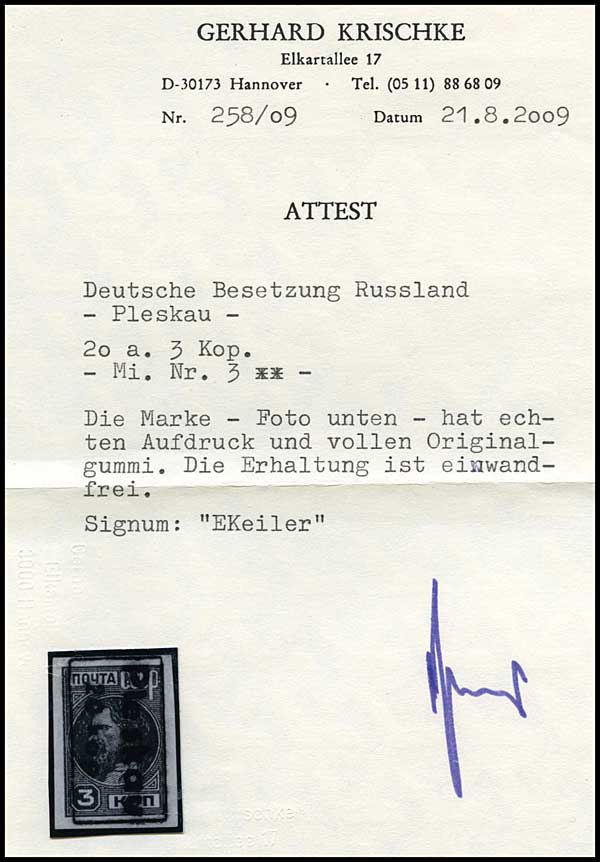 GERHARD KRISCHKE
Elkartallee 17
D-30173 Hannover · Tel. (05 11) 88 68 09
Nr. 258/09 Datum 21.8.2009
ATTEST
Deutsche Besetzung Russland
- Pleskau -
20 a. 3 Kop.
- Mi. Nr. 3 ** -
Die Marke - Foto unten - hat ech-
ten Aufdruck und vollen Original-
gummi. Die Erhaltung ist einwand-
frei.
Signum: "EKeiler"
ПОЧТА
3 КОП